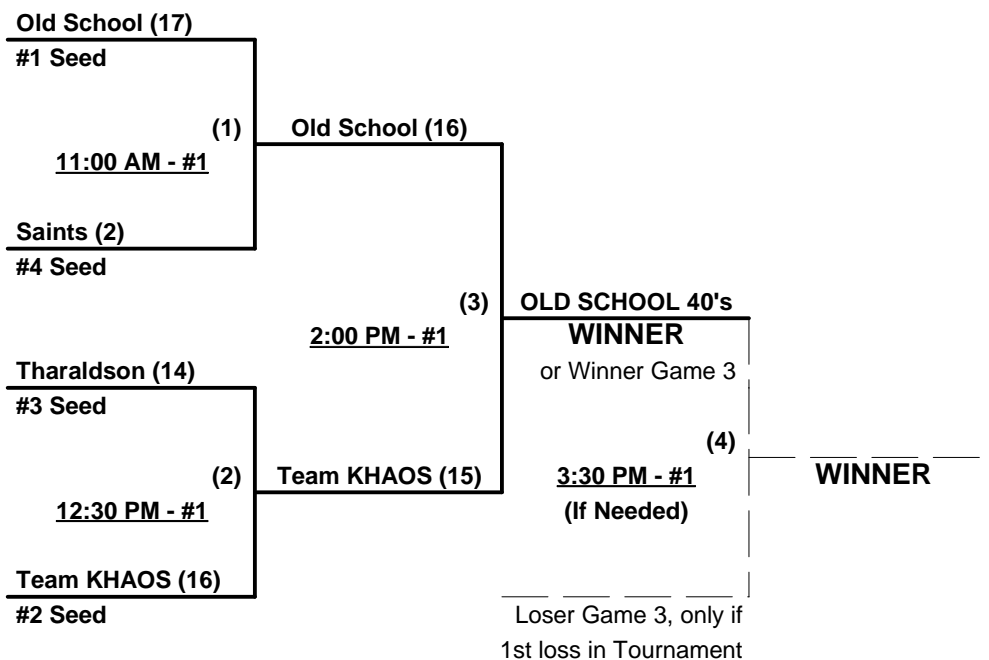 Old School (17)
#1 Seed
(1)
11:00 AM - #1
Saints (2)
#4 Seed
Old School (16)
Tharaldson (14)
#3 Seed
(2)
12:30 PM - #1
Team KHAOS (16)
#2 Seed
Team KHAOS (15)
(3)
2:00 PM - #1
OLD SCHOOL 40's
WINNER
or Winner Game 3
(4)
3:30 PM - #1
(If Needed)
Loser Game 3, only if
1st loss in Tournament
WINNER